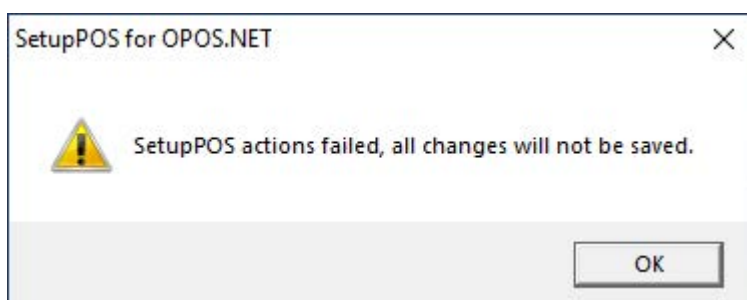 SetupPOS for OPOS.NET
SetupPOS actions failed, all changes will not be saved.
OK